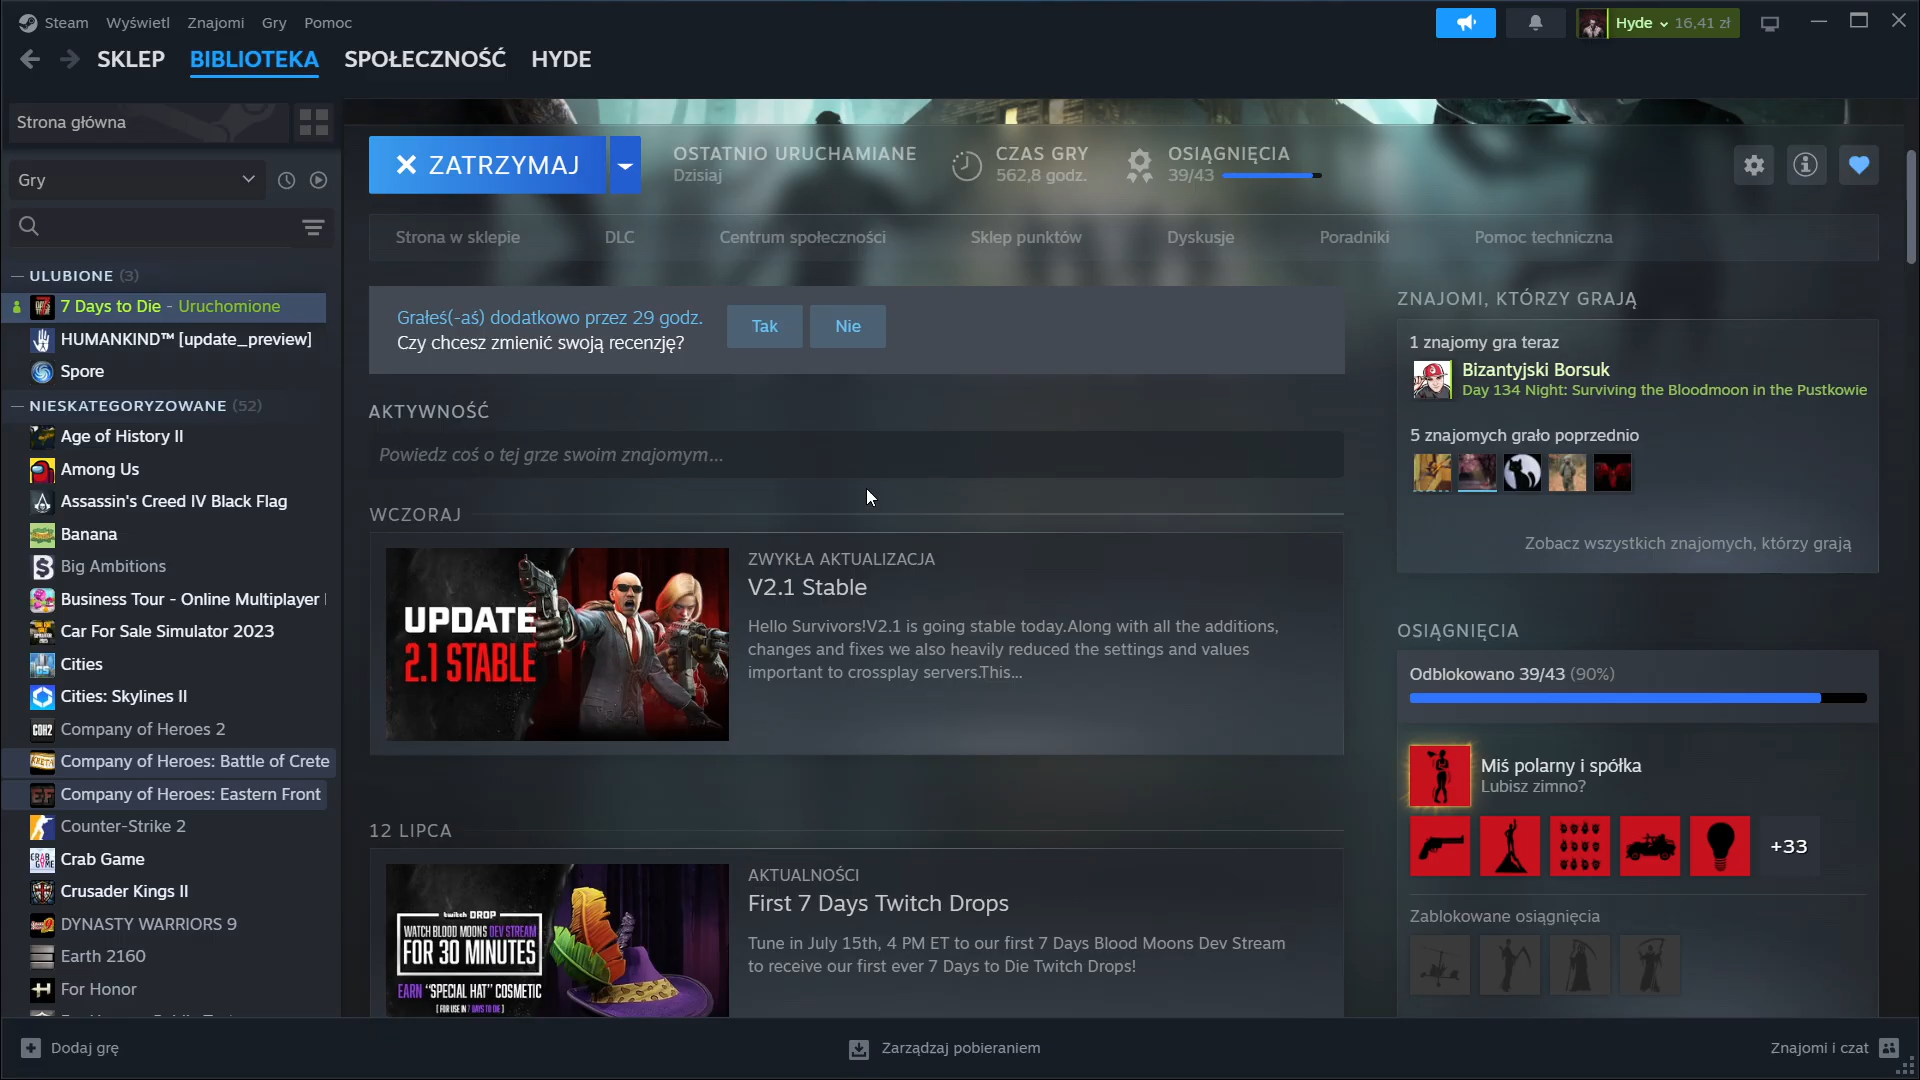 Steam Wyświetl Znajomi Gry Pomoc
Hyde 16,41 zł
SKLEP BIBLIOTEKA SPOŁECZNOŚĆ HYDE
Strona główna
Gry
ULUBIONE (3)
7 Days to Die - Uruchomione
HUMANKIND™ [update_preview]
Spore
NIESKATEGORYZOWANE (52)
Age of History II
Among Us
Assassin's Creed IV Black Flag
Banana
Big Ambitions
Business Tour - Online Multiplayer
Car For Sale Simulator 2023
Cities
Cities: Skylines II
Company of Heroes 2
Company of Heroes: Battle of Crete
Company of Heroes: Eastern Front
Counter-Strike 2
Crab Game
Crusader Kings II
DYNASTY WARRIORS 9
Earth 2160
For Honor
ZATRZYMAJ
OSTATNIO URUCHAMIANE
Dzisiaj
CZAS GRY
562,8 godz.
OSIĄGNIĘCIA
39/43
Strona w sklepie DLC Centrum społeczności Sklep punktów Dyskusje Poradniki Pomoc techniczna
Grałeś(-aś) dodatkowo przez 29 godz.
Czy chcesz zmienić swoją recenzję?
Tak Nie
AKTYWNOŚĆ
Powiedz coś o tej grze swoim znajomym...
WCZORAJ
UPDATE
2.1 STABLE
ZWYKŁA AKTUALIZACJA
V2.1 Stable
Hello Survivors!V2.1 is going stable today.Along with all the additions,
changes and fixes we also heavily reduced the settings and values
important to crossplay servers.This...
12 LIPCA
twitch DROP
WATCH BLOOD MOONS DEV STREAM
FOR 30 MINUTES
EARN "SPECIAL HAT" COSMETIC
[ FOR USE IN 7 DAYS TO DIE ]
AKTUALNOŚCI
First 7 Days Twitch Drops
Tune in July 15th, 4 PM ET to our first 7 Days Blood Moons Dev Stream
to receive our first ever 7 Days to Die Twitch Drops!
ZNAJOMI, KTÓRZY GRAJĄ
1 znajomy gra teraz
Bizantyjski Borsuk
Day 134 Night: Surviving the Bloodmoon in the Pustkowie
5 znajomych grało poprzednio
Zobacz wszystkich znajomych, którzy grają
OSIĄGNIĘCIA
Odblokowano 39/43 (90%)
Miś polarny i spółka
Lubisz zimno?
+33
Zablokowane osiągnięcia
Dodaj grę
Zarządzaj pobieraniem
Znajomi i czat